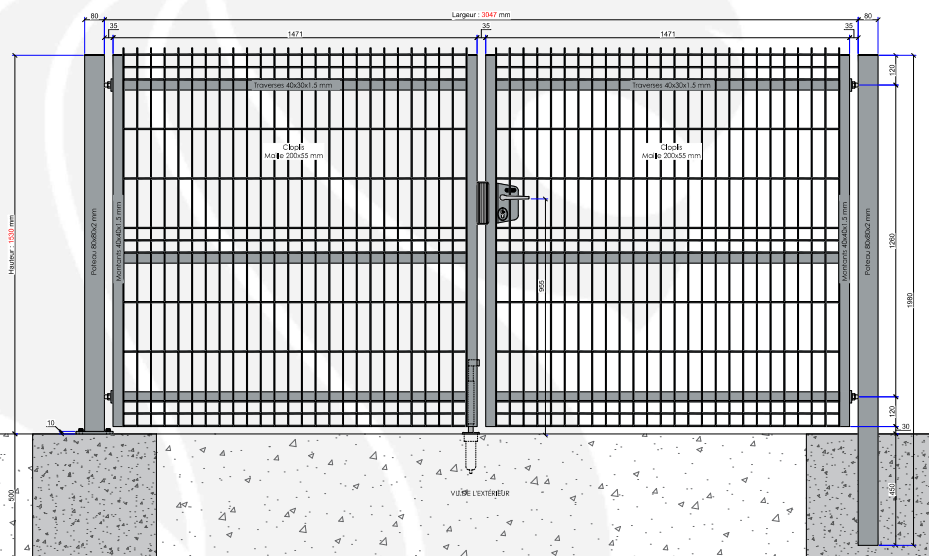 Largeur : 3047 mm
80
80
35
1471
35
1471
35
Traverses 40x30x1.5 mm
Traverses 40x30x1.5 mm
120
Cloplis
Maille 200x55 mm
Cloplis
Maille 200x55 mm
Hauteur : 1530 mm
Poteau 80x80x2 mm
Montants 40x40x1.5 mm
955
Montants 40x40x1.5 mm
Poteau 80x80x2 mm
1260
1980
10
120
30
500
VUE DE L'EXTÉRIEUR
450